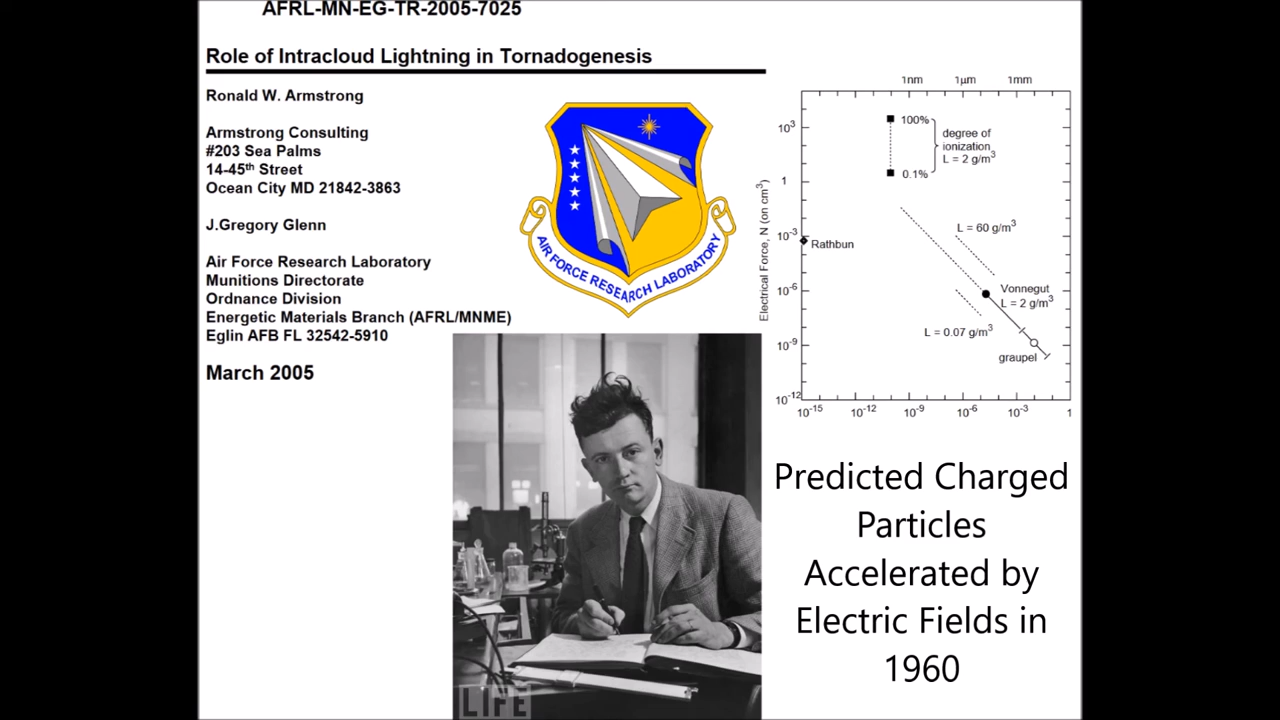 AFRL-MN-EG-TR-2005-7025
Role of Intracloud Lightning in Tornadogenesis
Ronald W. Armstrong
Armstrong Consulting
#203 Sea Palms
14-45th Street
Ocean City MD 21842-3863
J.Gregory Glenn
Air Force Research Laboratory
Munitions Directorate
Ordnance Division
Energetic Materials Branch (AFRL/MNME)
Eglin AFB FL 32542-5910
March 2005
AIR FORCE RESEARCH LABORATORY
LIFE
1nm 1µm 1mm
Electrical Force, N (on cm³)
10³
1
10⁻³
10⁻⁶
10⁻⁹
10⁻¹²
100%
0.1%
degree of
ionization
L = 2 g/m³
Rathbun
L = 60 g/m³
Vonnegut
L = 2 g/m³
L = 0.07 g/m³
graupel
10⁻¹⁵ 10⁻¹² 10⁻⁹ 10⁻⁶ 10⁻³ 1
Predicted Charged
Particles
Accelerated by
Electric Fields in
1960